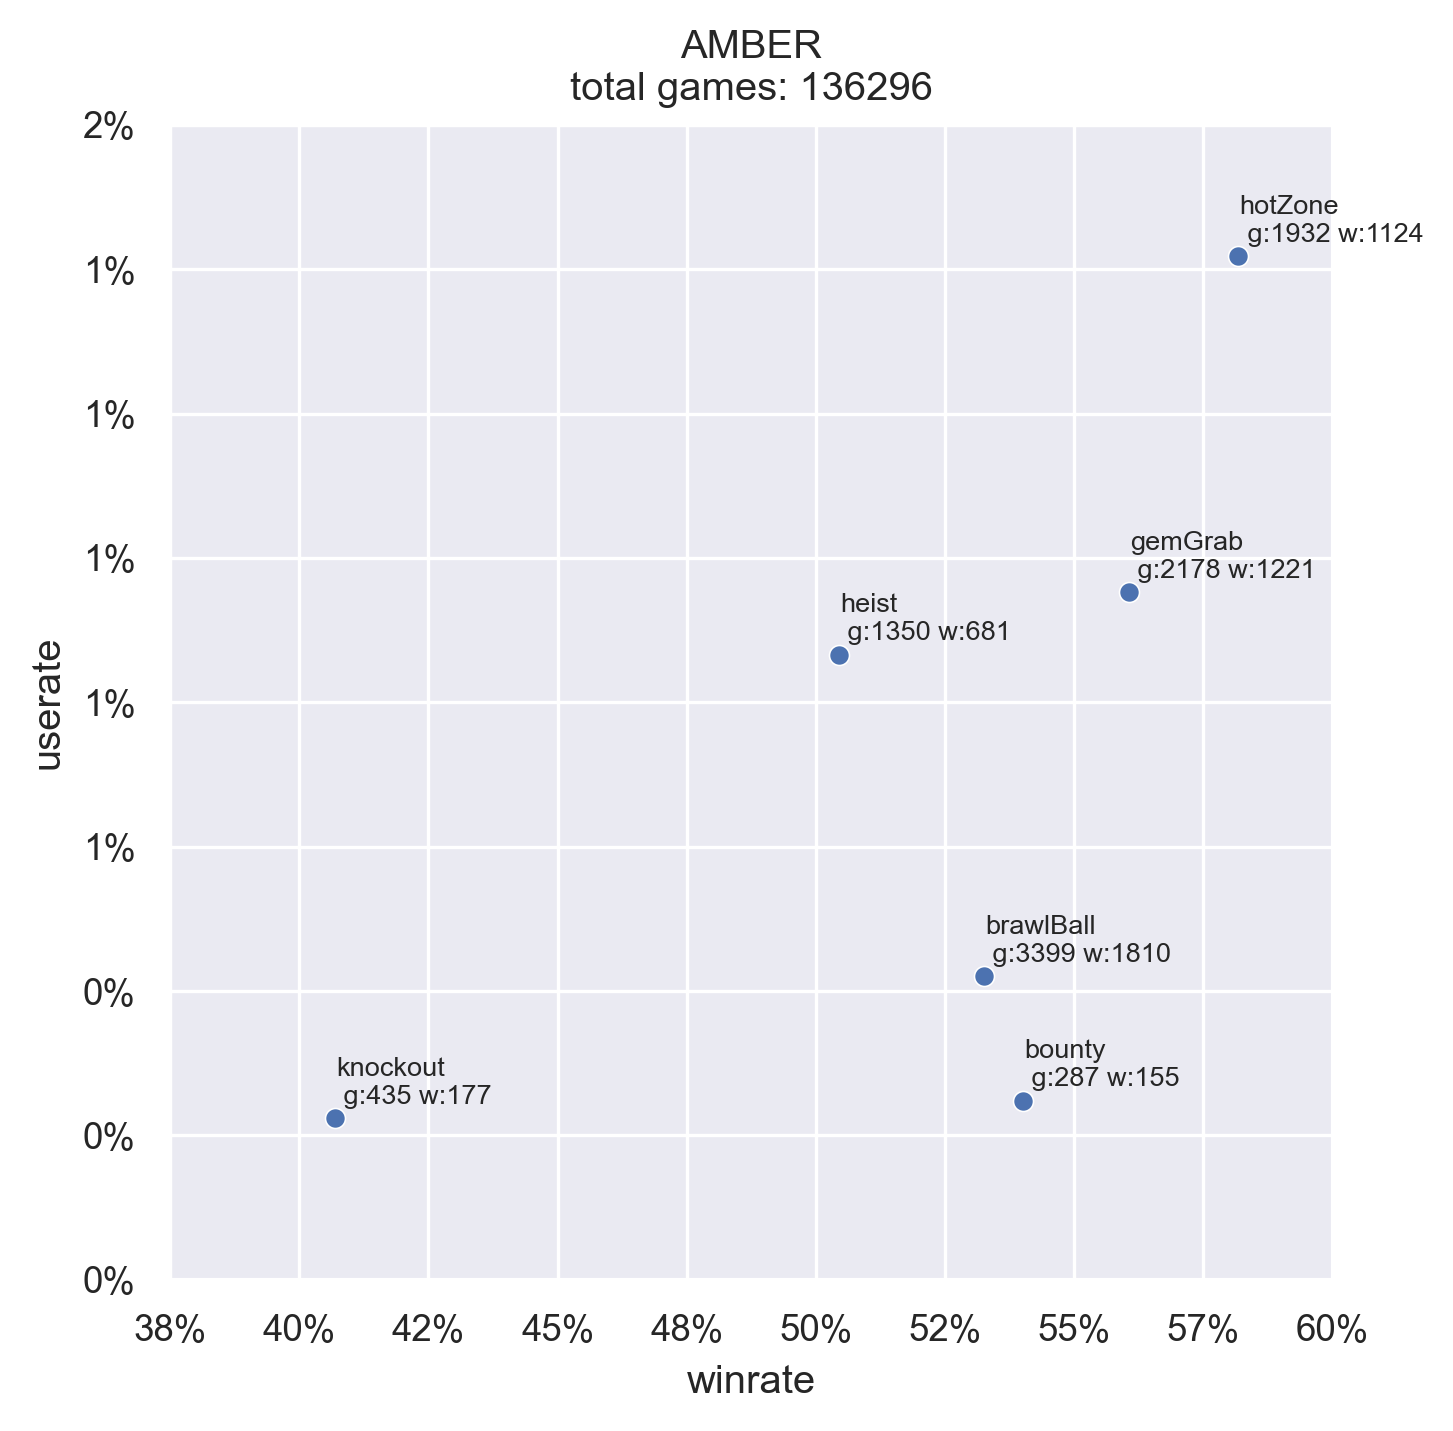 AMBER
total games: 136296
2%
1%
1%
1%
1%
1%
0%
0%
0%
userate
hotZone
g:1932 w:1124
gemGrab
g:2178 w:1221
heist
g:1350 w:681
brawlBall
g:3399 w:1810
bounty
g:287 w:155
knockout
g:435 w:177
38% 40% 42% 45% 48% 50% 52% 55% 57% 60%
winrate